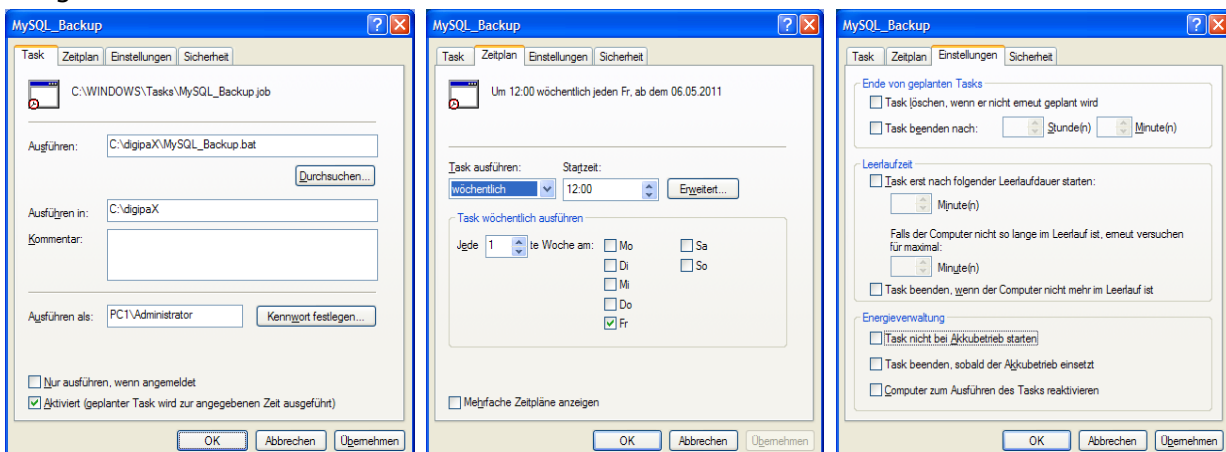 MySQL_Backup
Task Zeitplan Einstellungen Sicherheit
C:\WINDOWS\Tasks\MySQL_Backup.job
Ausführen: C:\digipaX\MySQL_Backup.bat
Durchsuchen...
Ausführen in: C:\digipaX
Kommentar:
Ausführen als: PC1\Administrator Kennwort festlegen...
Nur ausführen, wenn angemeldet
Aktiviert (geplanter Task wird zur angegebenen Zeit ausgeführt)
OK Abbrechen Übernehmen
MySQL_Backup
Task Zeitplan Einstellungen Sicherheit
Um 12:00 wöchentlich jeden Fr, ab dem 06.05.2011
Task ausführen: Startzeit:
wöchentlich 12:00 Erweitert...
Task wöchentlich ausführen
Jede 1 te Woche am: Mo Sa
Di So
Mi
Do
Fr
Mehrfache Zeitpläne anzeigen
OK Abbrechen Übernehmen
MySQL_Backup
Task Zeitplan Einstellungen Sicherheit
Ende von geplanten Tasks
Task löschen, wenn er nicht erneut geplant wird
Task beenden nach: Stunde(n) Minute(n)
Leerlaufzeit
Task erst nach folgender Leerlaufdauer starten:
Minute(n)
Falls der Computer nicht so lange im Leerlauf ist, erneut versuchen
für maximal:
Minute(n)
Task beenden, wenn der Computer nicht mehr im Leerlauf ist
Energieverwaltung
Task nicht bei Akkubetrieb starten
Task beenden, sobald der Akkubetrieb einsetzt
Computer zum Ausführen des Tasks reaktivieren
OK Abbrechen Übernehmen